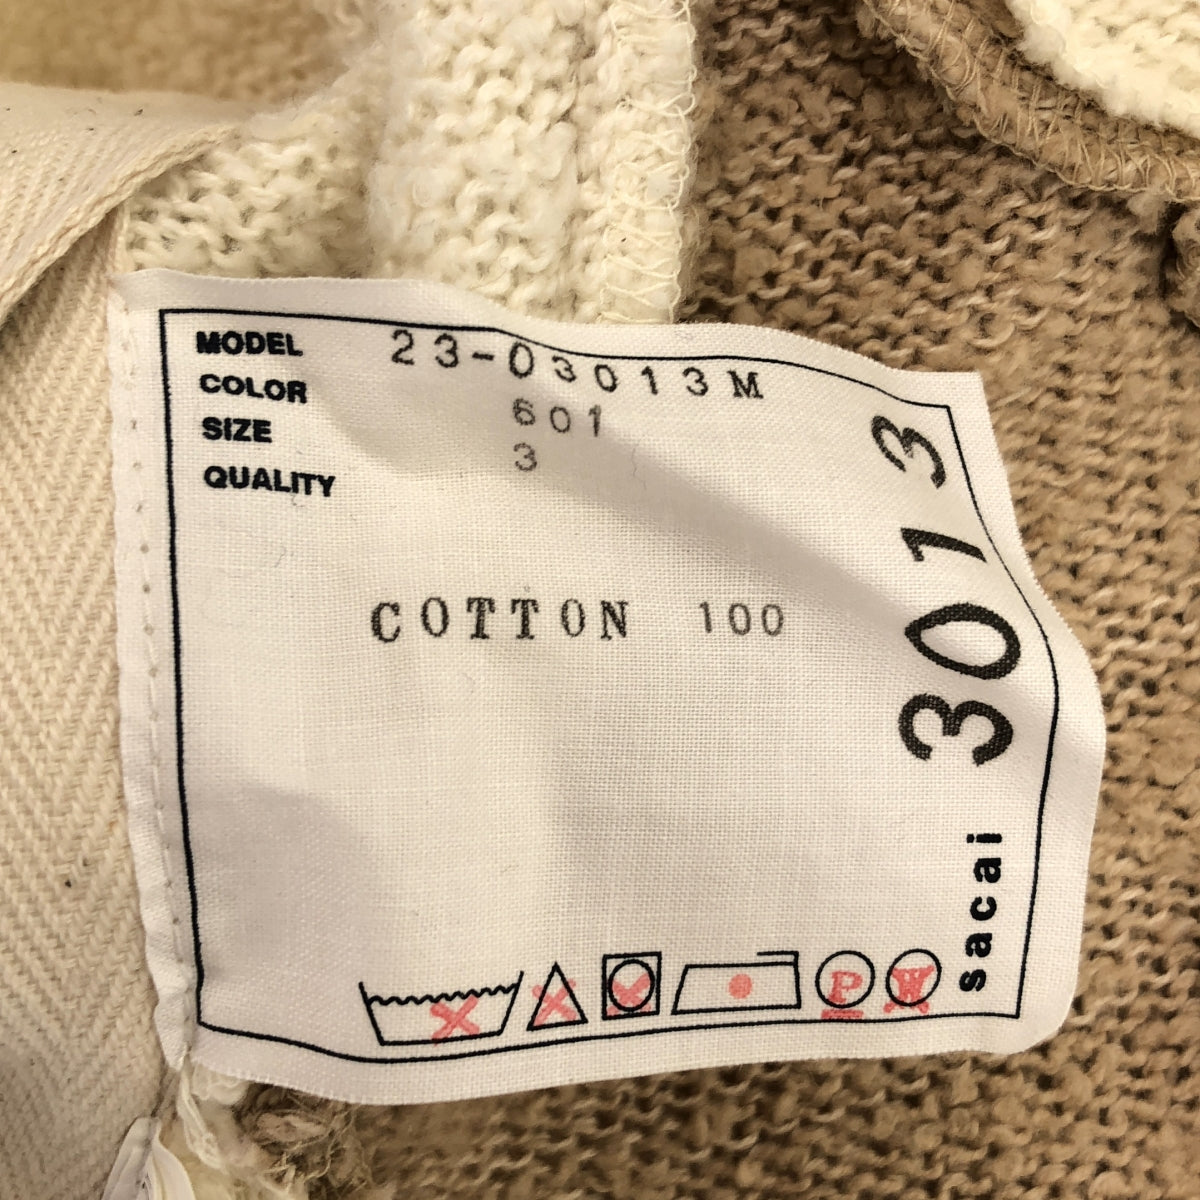 MODEL 23-03013M
COLOR 601
SIZE 3
QUALITY
COTTON 100
3013
sacai
P W